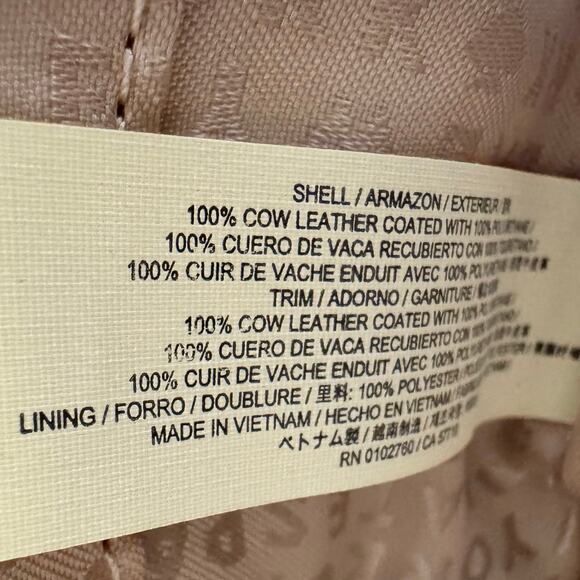 SHELL / ARMAZON / EXTERIEUR /
100% COW LEATHER COATED WITH 100% POLYURETHANE /
100% CUERO DE VACA RECUBIERTO CON 100%
100% CUIR DE VACHE ENDUIT AVEC 100%
TRIM / ADORNO / GARNITURE /
100% COW LEATHER COATED WITH 100%
100% CUERO DE VACA RECUBIERTO CON 100%
100% CUIR DE VACHE ENDUIT AVEC 100%
LINING / FORRO / DOUBLURE / 里料: 100% POLYESTER /
MADE IN VIETNAM / HECHO EN VIETNAM /
ベトナム製 / 越南制造 /
RN 0102760 / CA